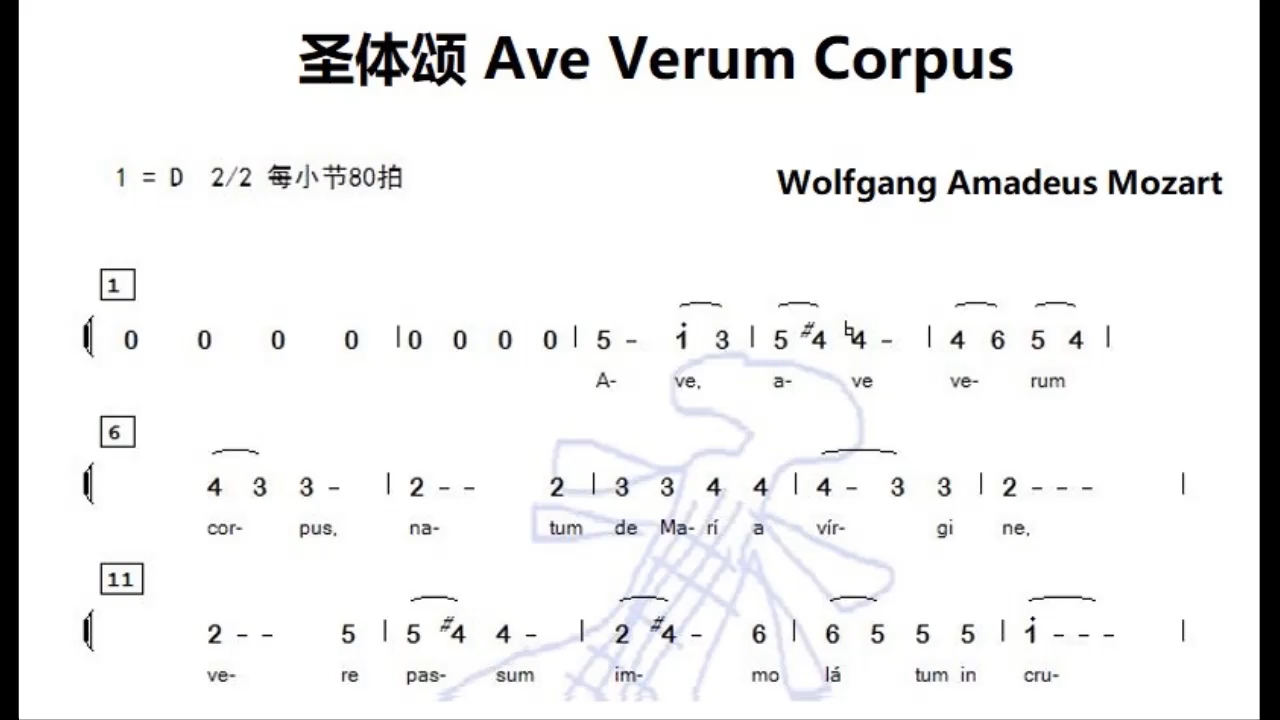 圣体颂 Ave Verum Corpus
1 = D 2/2 每小节80拍
Wolfgang Amadeus Mozart
1
0 0 0 0 | 0 0 0 0 | 5 - i 3 | 5 #4 ♮4 - | 4 6 5 4 |
A- ve, a- ve ve- rum
6
4 3 3 - | 2 - - 2 | 3 3 4 4 | 4 - 3 3 | 2 - - - |
cor- pus, na- tum de Ma- rí a vír- gi ne,
11
2 - - 5 | 5 #4 4 - | 2 #4 - 6 | 6 5 5 5 | i - - - |
ve- re pas- sum im- mo lá tum in cru-